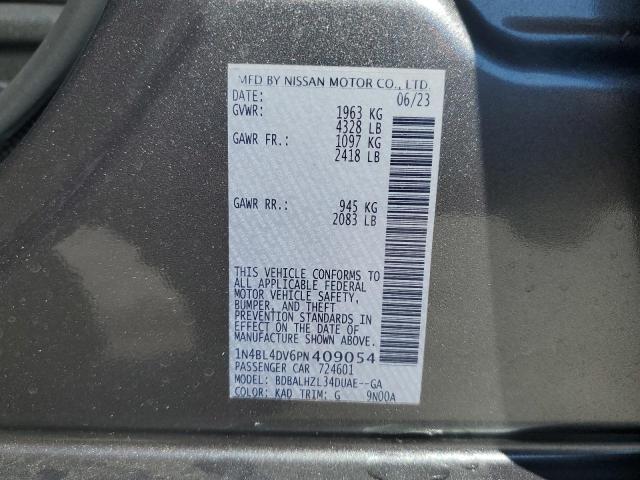 MFD BY NISSAN MOTOR CO., LTD.
DATE: 06/23
GVWR: 1963 KG
4328 LB
GAWR FR.: 1097 KG
2418 LB
GAWR RR.: 945 KG
2083 LB
THIS VEHICLE CONFORMS TO
ALL APPLICABLE FEDERAL
MOTOR VEHICLE SAFETY,
BUMPER, AND THEFT
PREVENTION STANDARDS IN
EFFECT ON THE DATE OF
MANUFACTURE SHOWN ABOVE.
1N4BL4DV6PN409054
PASSENGER CAR 724601
MODEL: BDBALHZL34DUAE--GA
COLOR: KAD TRIM: G 9N00A